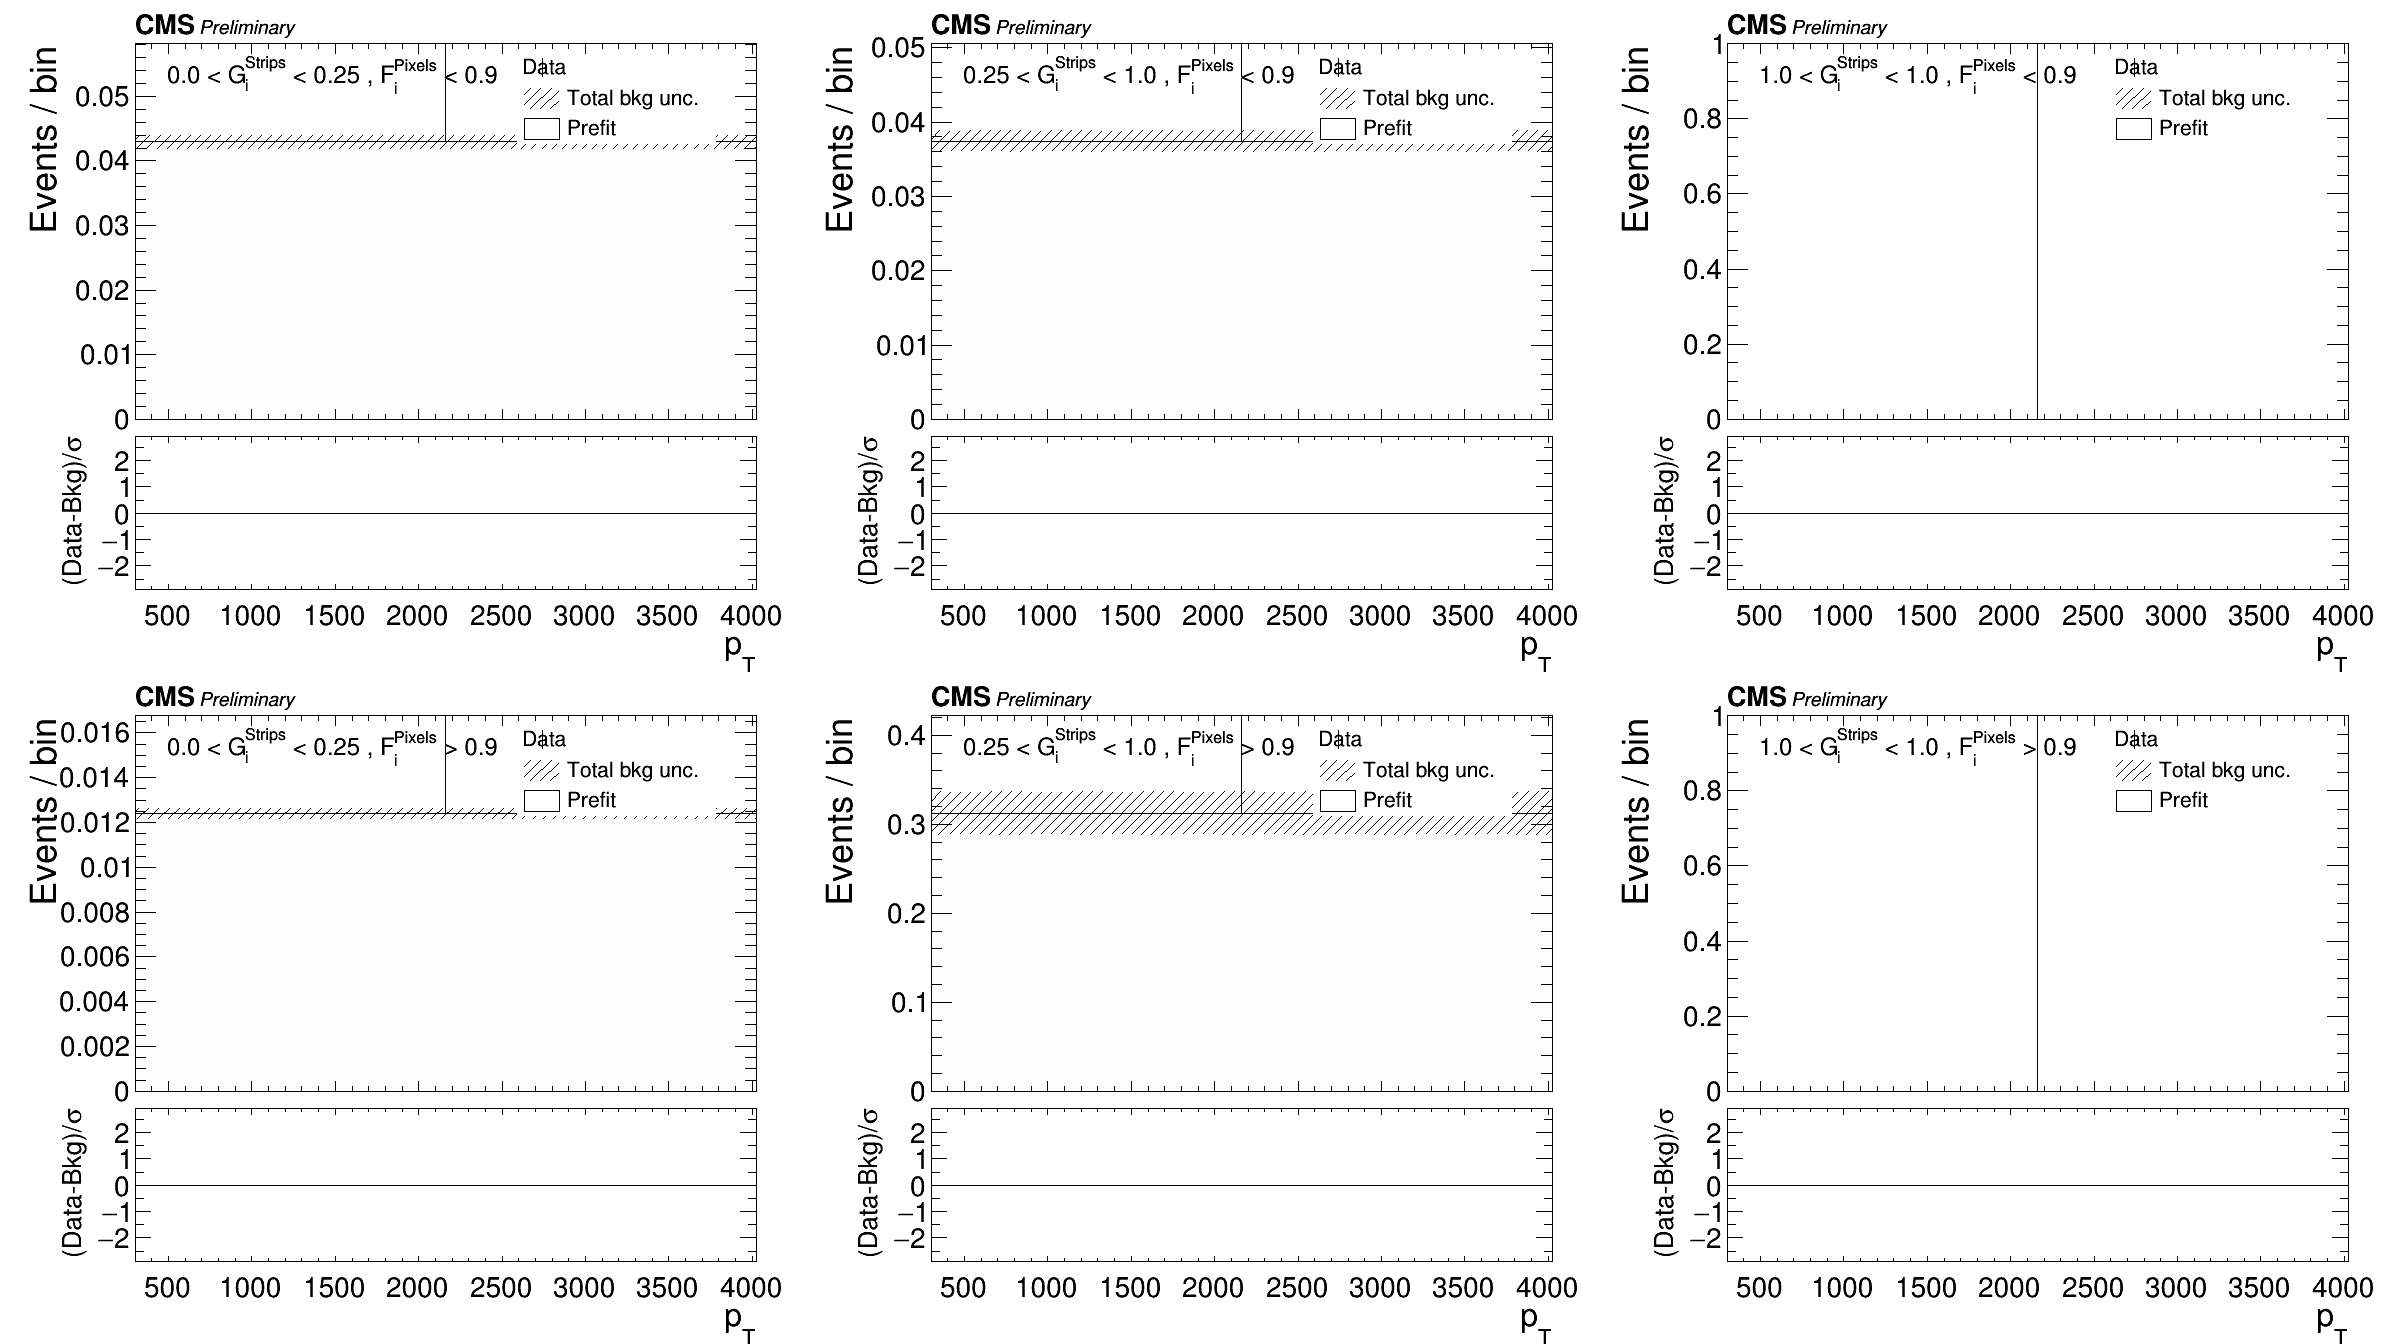 CMS Preliminary
Events / bin
0.0 < G_i^Strips < 0.25 , F_i^Pixels < 0.9
Data
Total bkg unc.
Prefit
0.05
0.04
0.03
0.02
0.01
0
(Data-Bkg)/σ
2
1
0
−1
−2
500 1000 1500 2000 2500 3000 3500 4000
p_T
CMS Preliminary
Events / bin
0.25 < G_i^Strips < 1.0 , F_i^Pixels < 0.9
Data
Total bkg unc.
Prefit
0.05
0.04
0.03
0.02
0.01
0
(Data-Bkg)/σ
2
1
0
−1
−2
500 1000 1500 2000 2500 3000 3500 4000
p_T
CMS Preliminary
Events / bin
1.0 < G_i^Strips < 1.0 , F_i^Pixels < 0.9
Data
Total bkg unc.
Prefit
1
0.8
0.6
0.4
0.2
0
(Data-Bkg)/σ
2
1
0
−1
−2
500 1000 1500 2000 2500 3000 3500 4000
p_T
CMS Preliminary
Events / bin
0.0 < G_i^Strips < 0.25 , F_i^Pixels > 0.9
Data
Total bkg unc.
Prefit
0.016
0.014
0.012
0.01
0.008
0.006
0.004
0.002
0
(Data-Bkg)/σ
2
1
0
−1
−2
500 1000 1500 2000 2500 3000 3500 4000
p_T
CMS Preliminary
Events / bin
0.25 < G_i^Strips < 1.0 , F_i^Pixels > 0.9
Data
Total bkg unc.
Prefit
0.4
0.3
0.2
0.1
0
(Data-Bkg)/σ
2
1
0
−1
−2
500 1000 1500 2000 2500 3000 3500 4000
p_T
CMS Preliminary
Events / bin
1.0 < G_i^Strips < 1.0 , F_i^Pixels > 0.9
Data
Total bkg unc.
Prefit
1
0.8
0.6
0.4
0.2
0
(Data-Bkg)/σ
2
1
0
−1
−2
500 1000 1500 2000 2500 3000 3500 4000
p_T